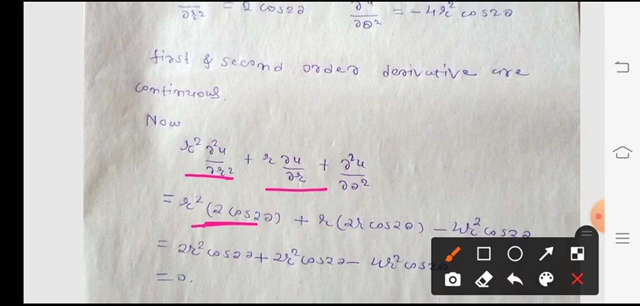 ∂r² = 2 cos2θ ∂²u/∂θ² = -4r² cos2θ
first & second order derivative are
continuous.
Now
r² ∂²u/∂r² + r ∂u/∂r + ∂²u/∂θ²
= r² (2 cos2θ) + r(2r cos2θ) - 4r² cos2θ
= 2r² cos2θ + 2r² cos2θ - 4r² cos2θ
= 0.